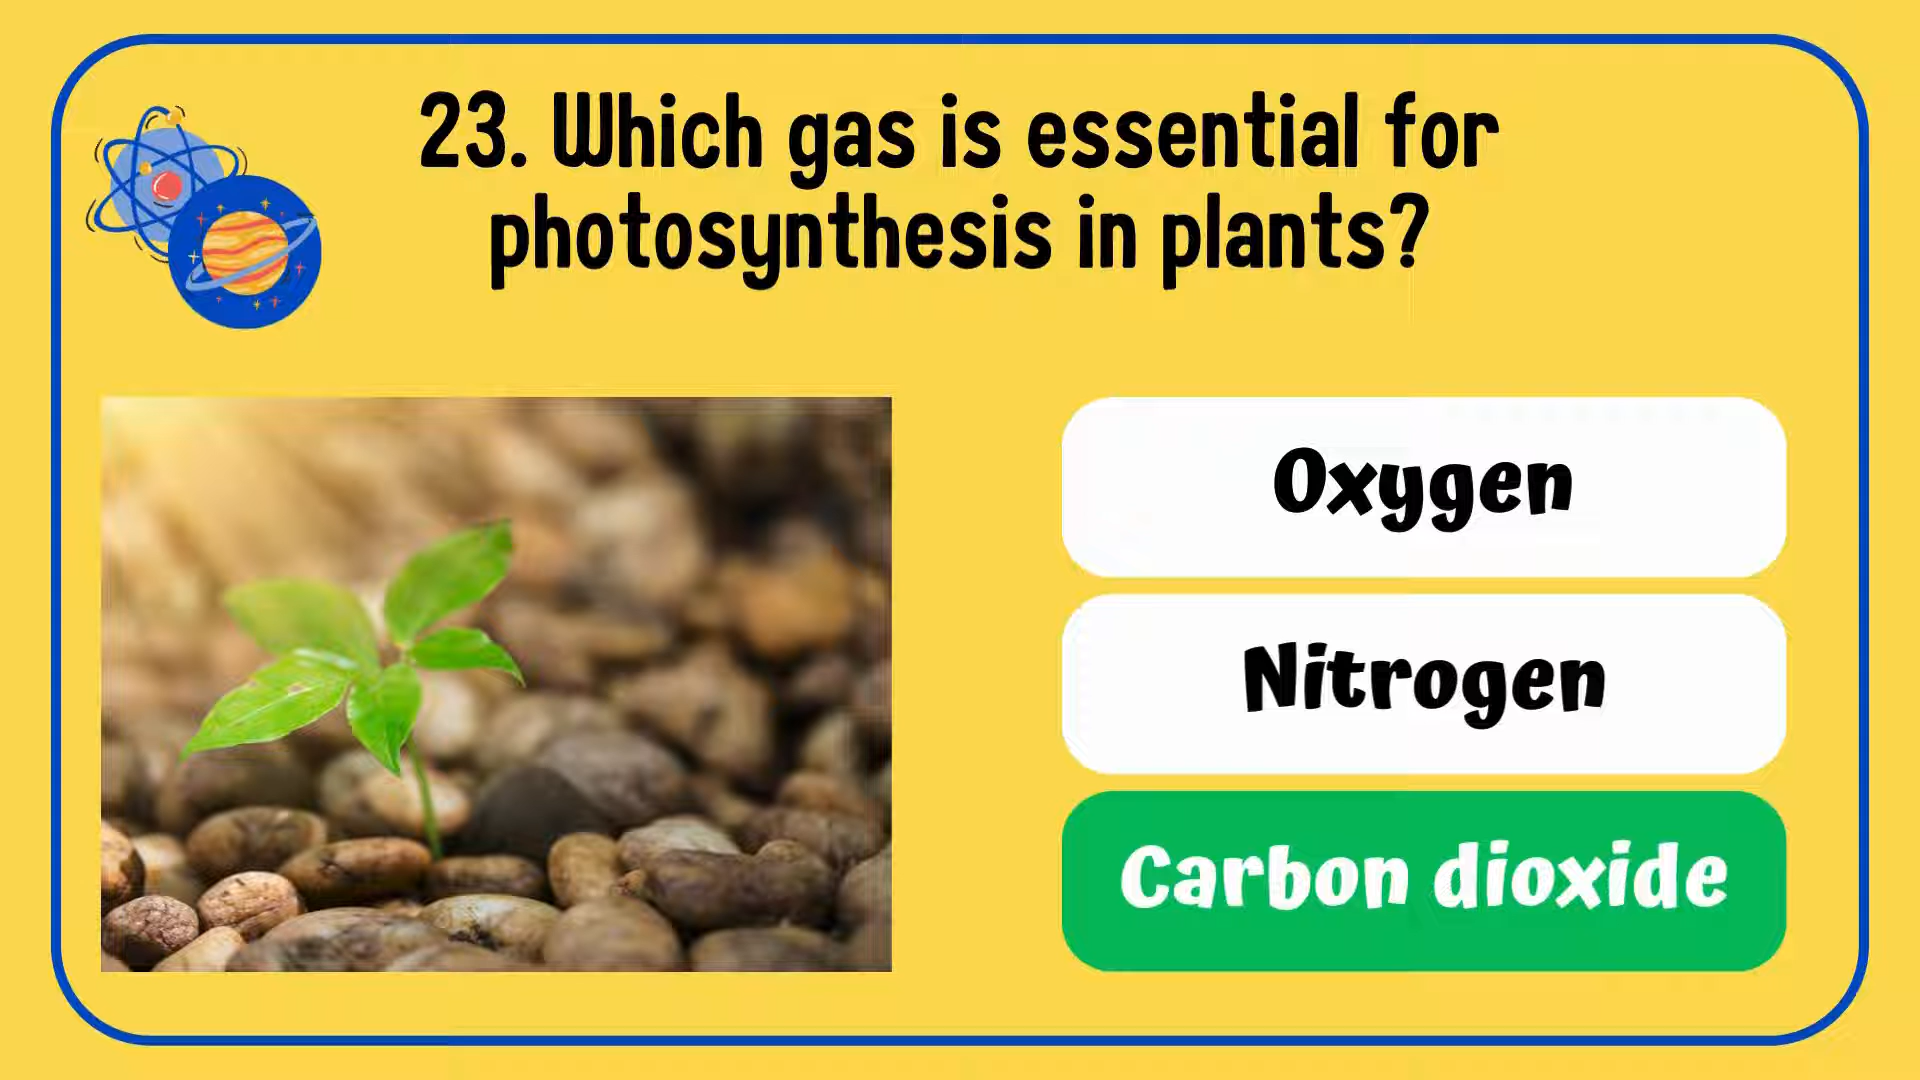 23. Which gas is essential for
photosynthesis in plants?
Oxygen
Nitrogen
Carbon dioxide